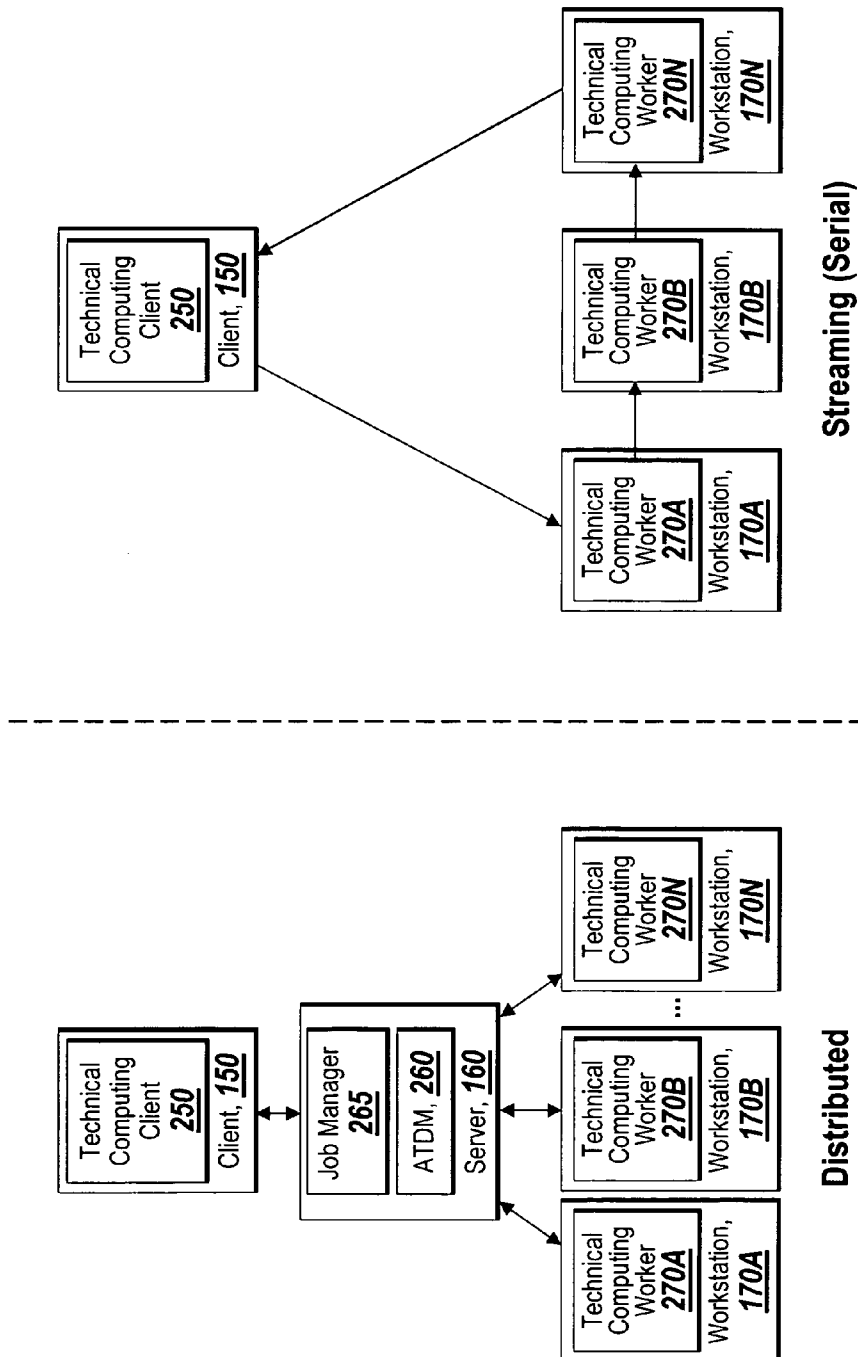 Technical
Computing
Client
250
Client, 150
Job Manager
265
ATDM, 260
Server, 160
Technical
Computing
Worker
270A
Workstation,
170A
Technical
Computing
Worker
270B
Workstation,
170B
...
Technical
Computing
Worker
270N
Workstation,
170N
Distributed
Technical
Computing
Client
250
Client, 150
Technical
Computing
Worker
270A
Workstation,
170A
Technical
Computing
Worker
270B
Workstation,
170B
Technical
Computing
Worker
270N
Workstation,
170N
Streaming (Serial)